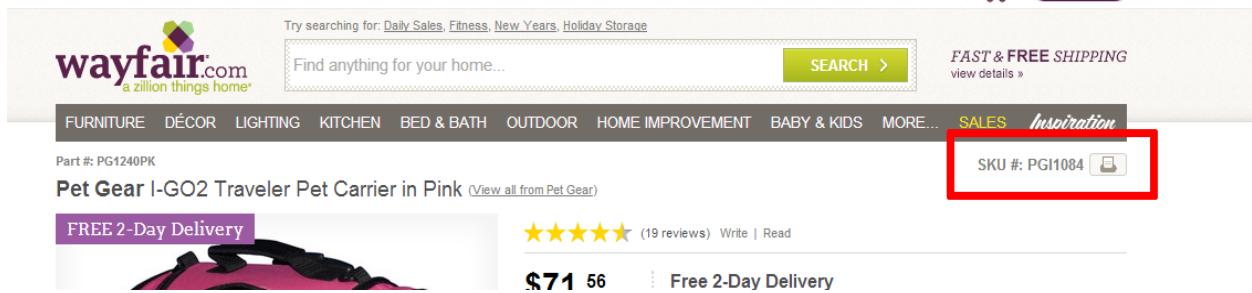 Try searching for: Daily Sales, Fitness, New Years, Holiday Storage
wayfair.com
a zillion things home
Find anything for your home...
SEARCH >
FAST & FREE SHIPPING
view details »
FURNITURE DÉCOR LIGHTING KITCHEN BED & BATH OUTDOOR HOME IMPROVEMENT BABY & KIDS MORE... SALES Inspiration
Part #: PG1240PK
SKU #: PGI1084
Pet Gear I-GO2 Traveler Pet Carrier in Pink (View all from Pet Gear)
FREE 2-Day Delivery
(19 reviews) Write | Read
$71 56
Free 2-Day Delivery